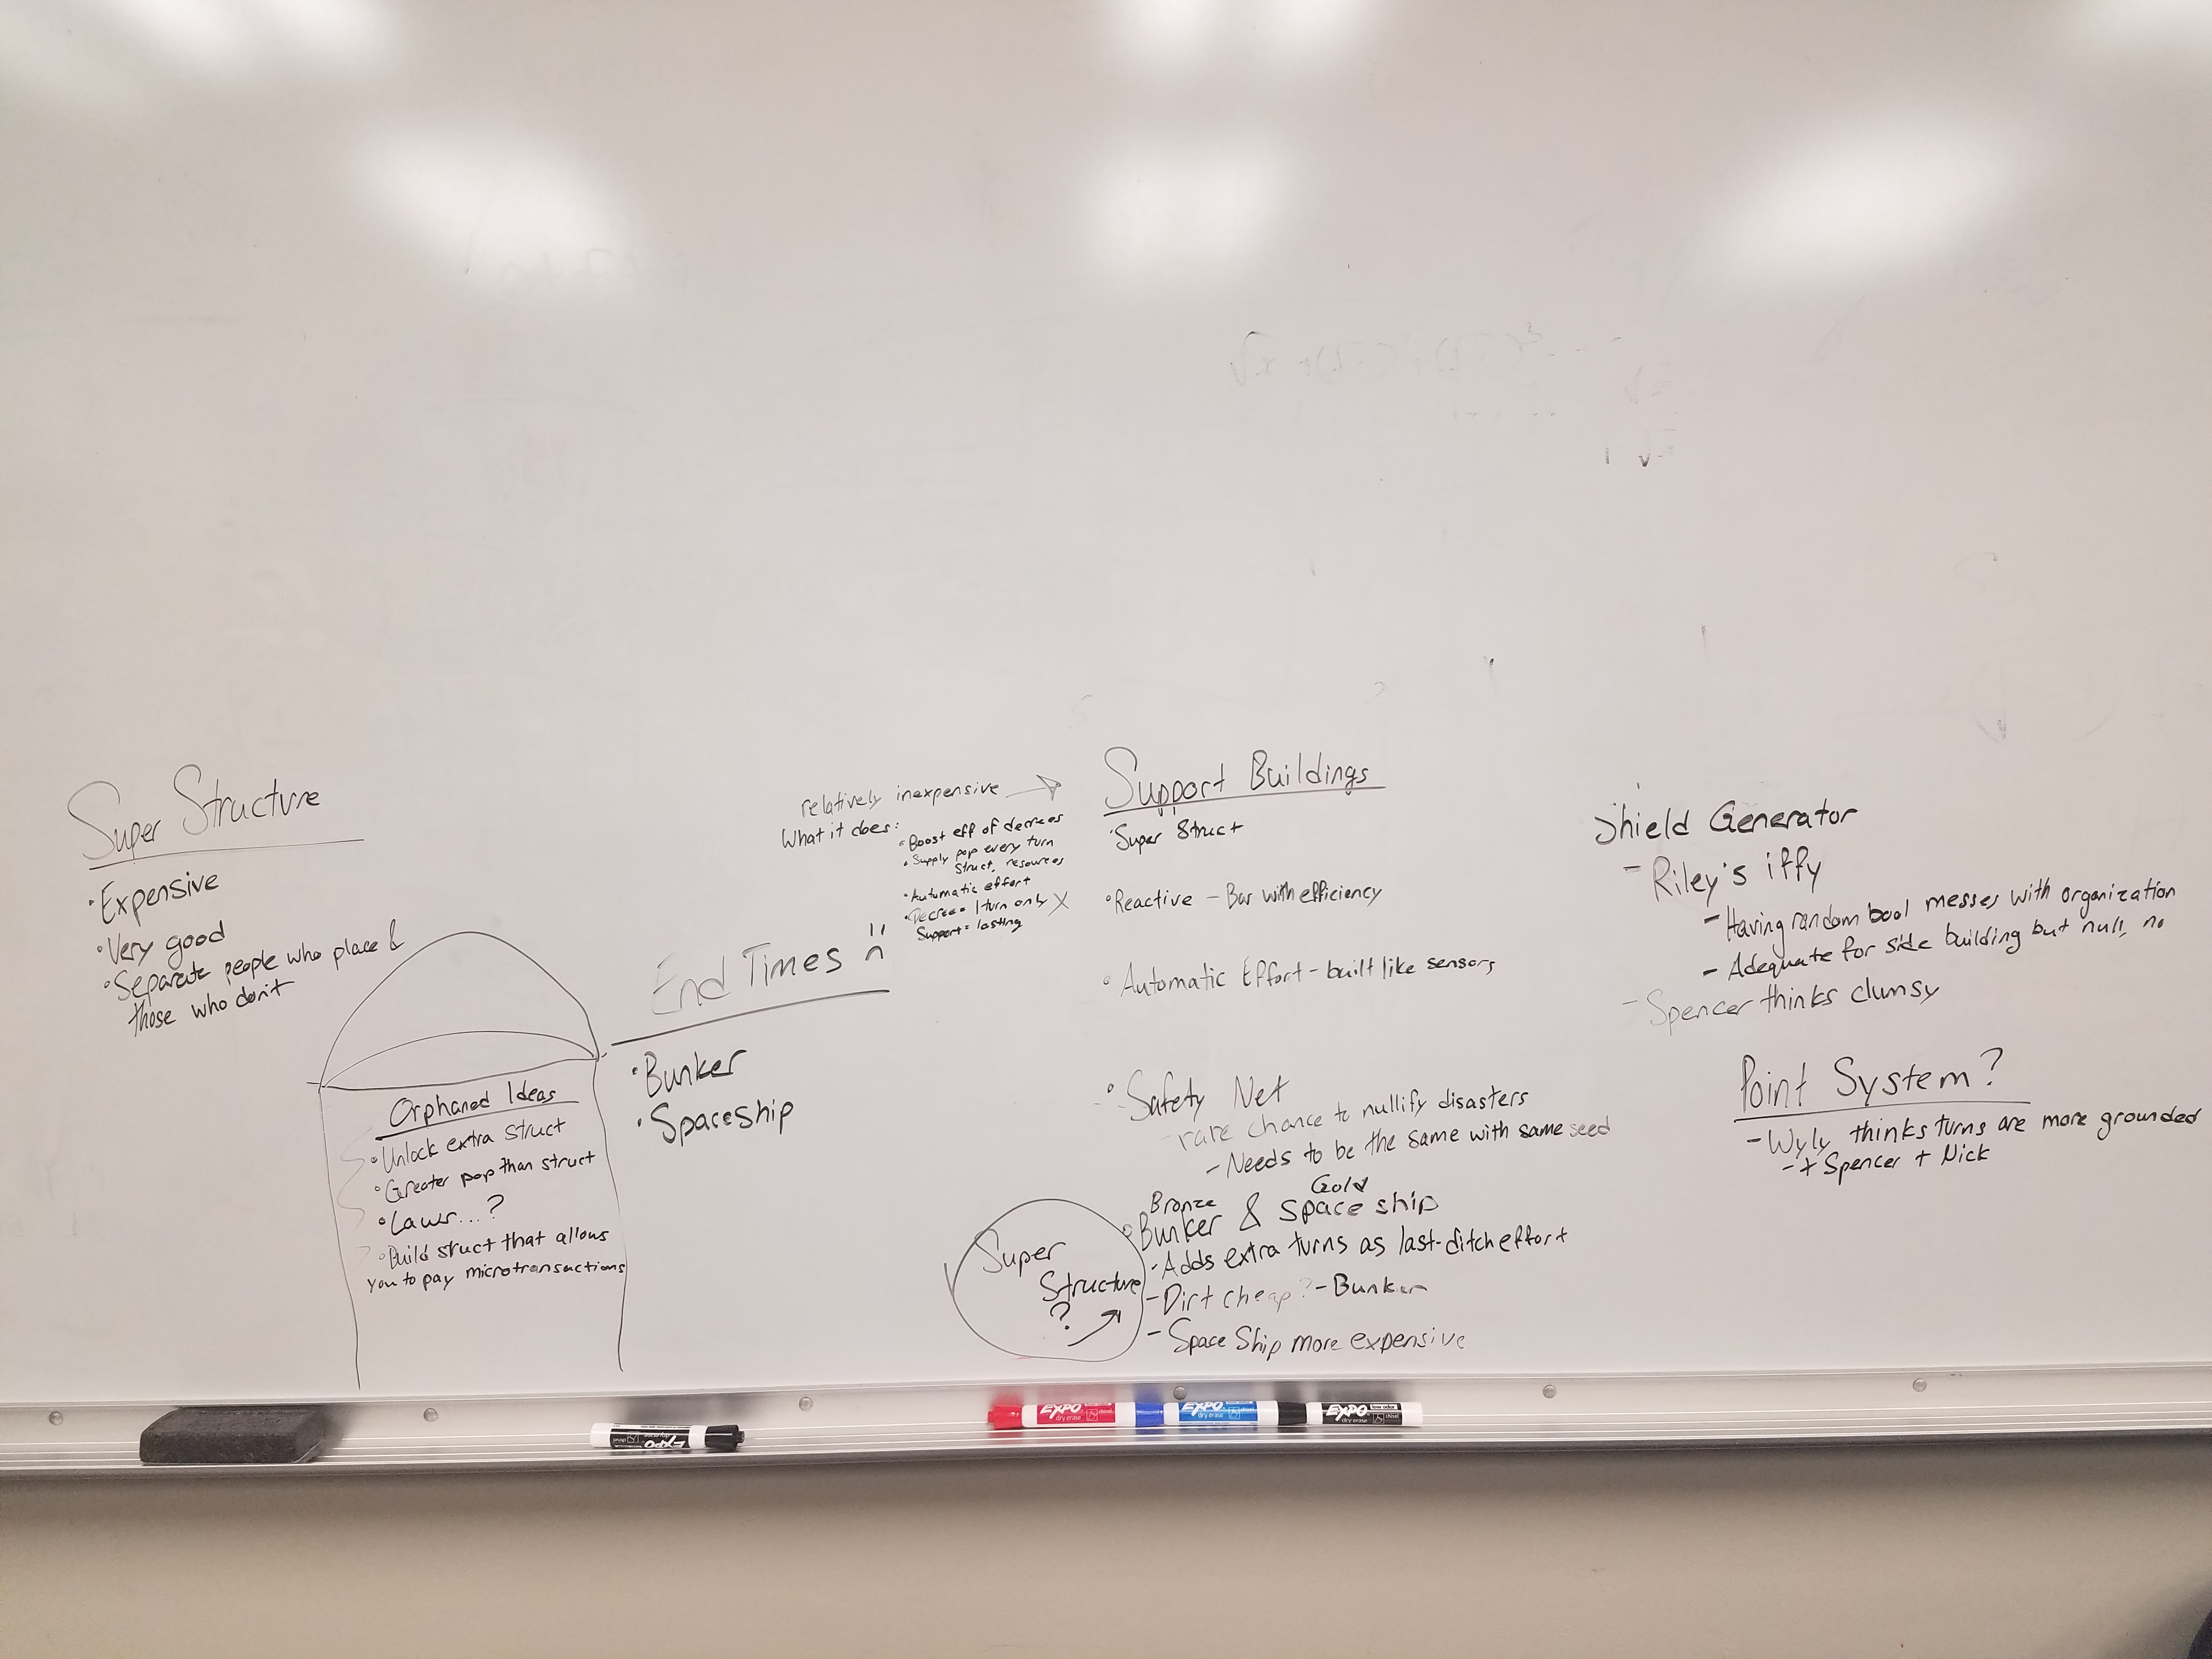 Super Structure
• Expensive
• Very good
• Separate people who place &
those who don't
Orphaned Ideas
• Unlock extra struct
• Greater pop than struct
• Laws...?
• Build struct that allows
you to pay microtransactions
End Times
• Bunker
• Spaceship
relatively inexpensive
What it does:
• Boost eff of decrees
• Supply pop every turn
struct, resources
• Automatic effort
• Decree = 1 turn only X
Support = lasting
Support Buildings
• Super Struct
• Reactive – Bar with efficiency
• Automatic Effort – built like sensors
• Safety Net
- rare chance to nullify disasters
- Needs to be the same with same seed
Bronze Gold
• Bunker & space ship
- Adds extra turns as last-ditch effort
- Dirt cheap? - Bunker
- Space Ship more expensive
Super
Structure
?
Shield Generator
- Riley's iffy
- Having random bool messes with organization
- Adequate for side building but null, no
- Spencer thinks clumsy
Point System?
- Wyly thinks turns are more grounded
- + Spencer + Nick
EXPO
EXPO
dry erase
chisel
EXPO
dry erase
chisel
EXPO
dry erase
chisel